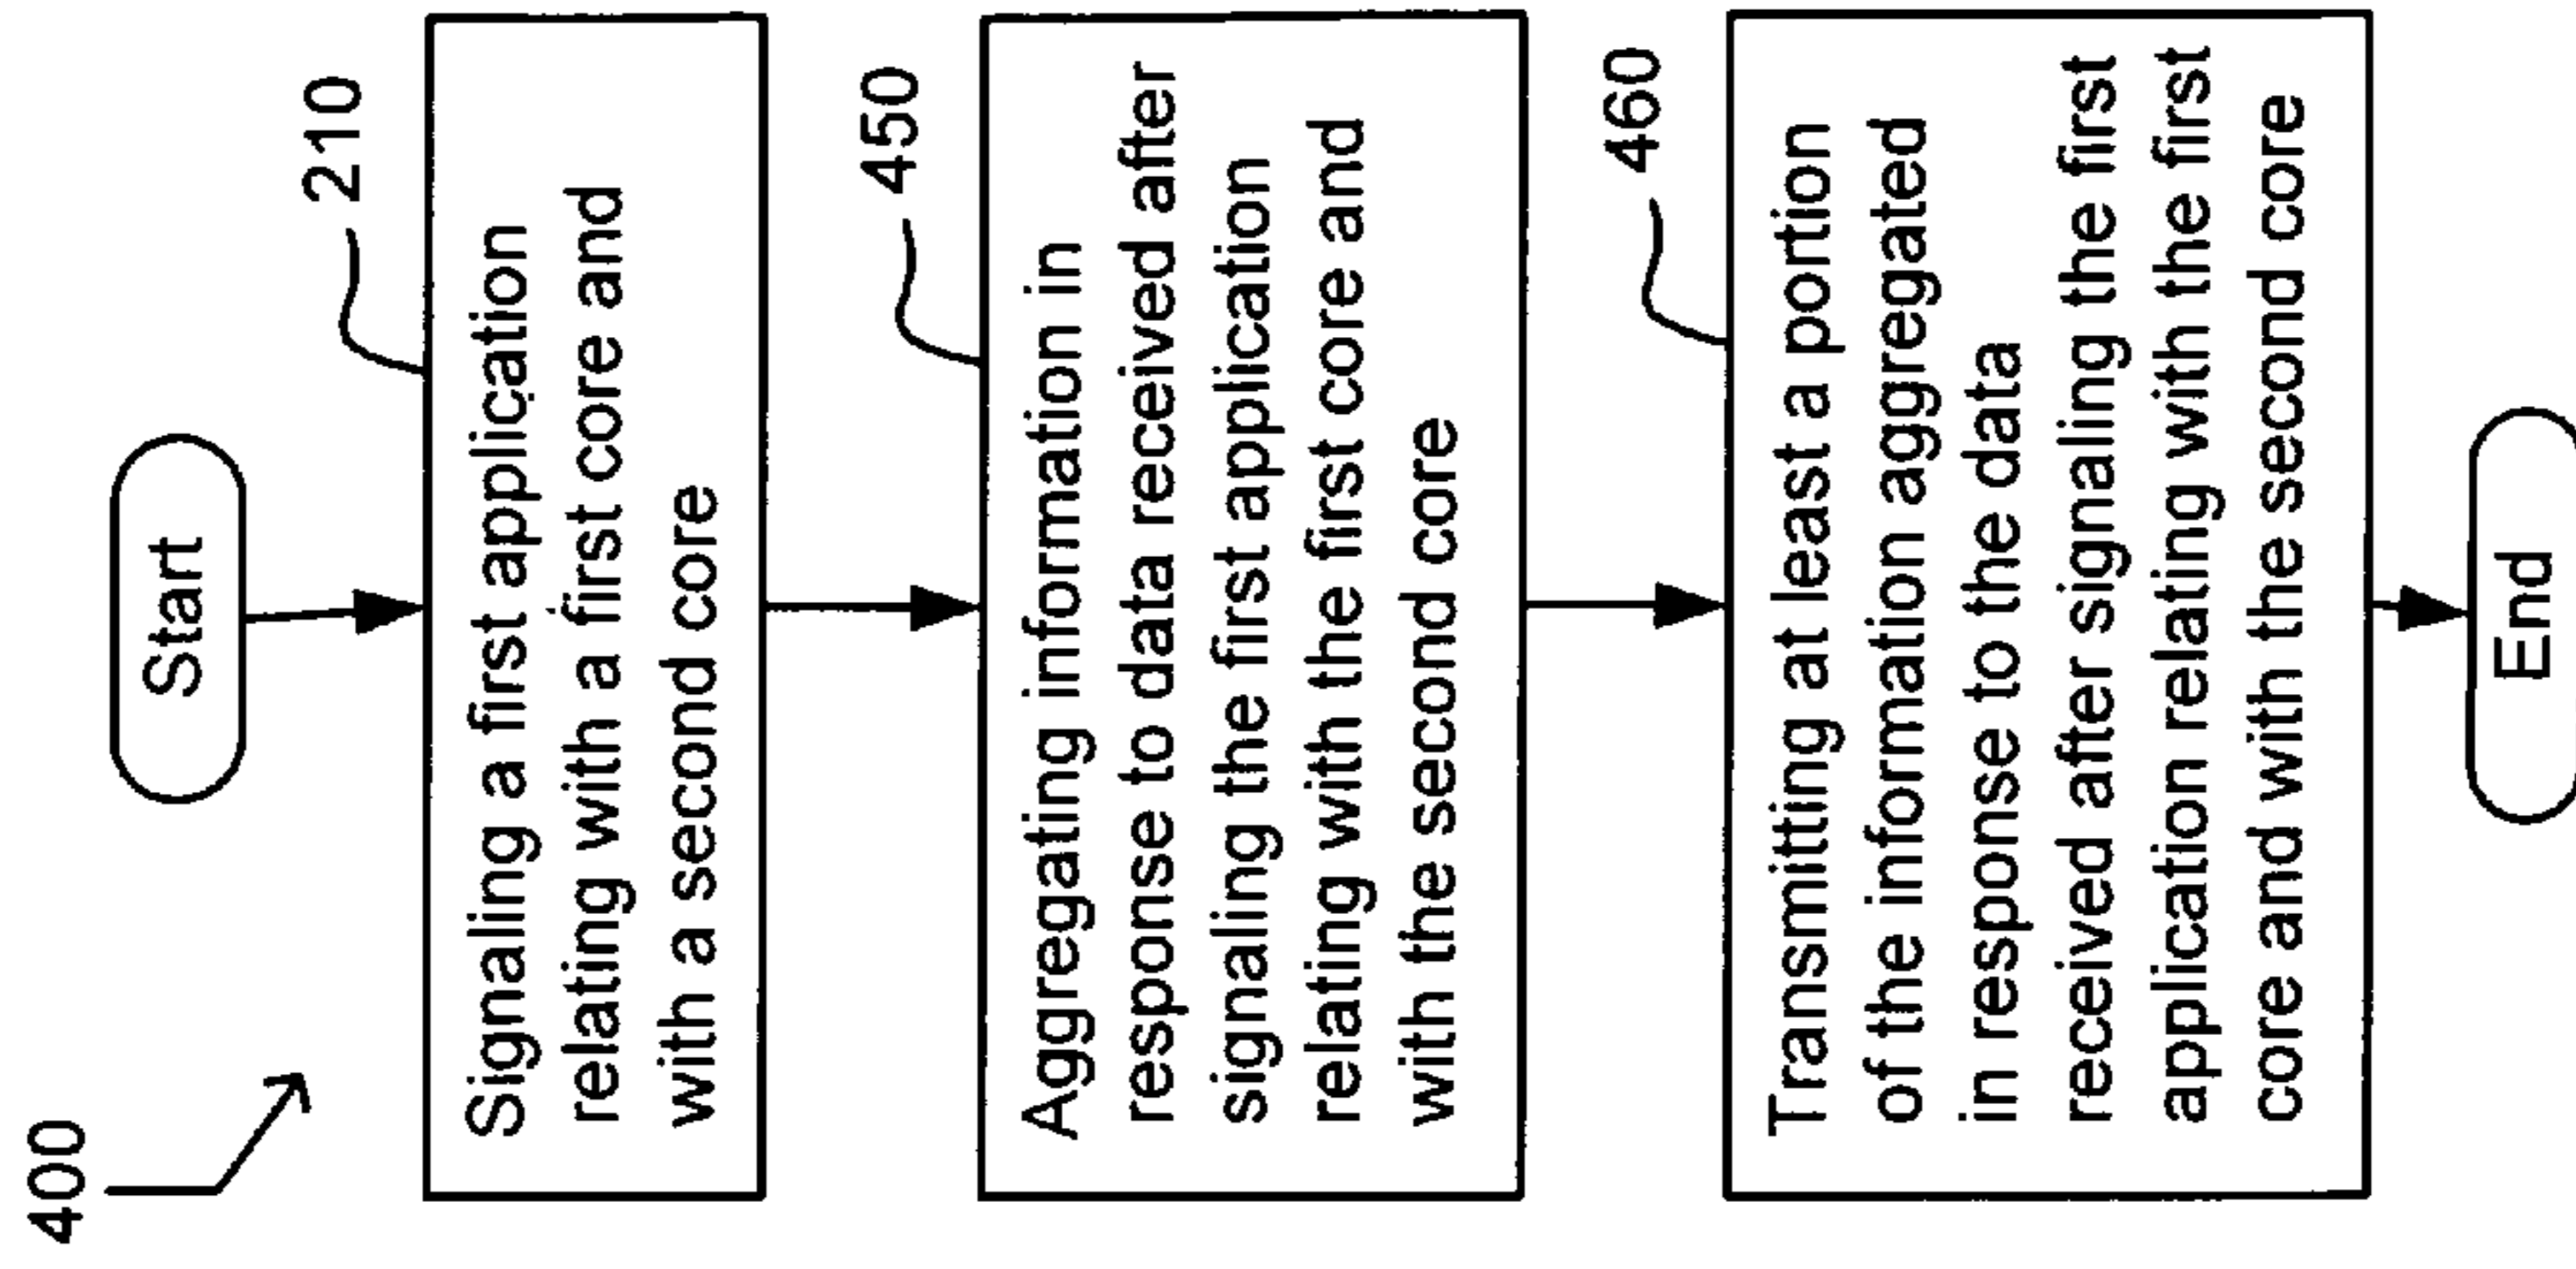 400
Start
210
Signaling a first application
relating with a first core and
with a second core
450
Aggregating information in
response to data received after
signaling the first application
relating with the first core and
with the second core
460
Transmitting at least a portion
of the information aggregated
in response to the data
received after signaling the first
application relating with the first
core and with the second core
End